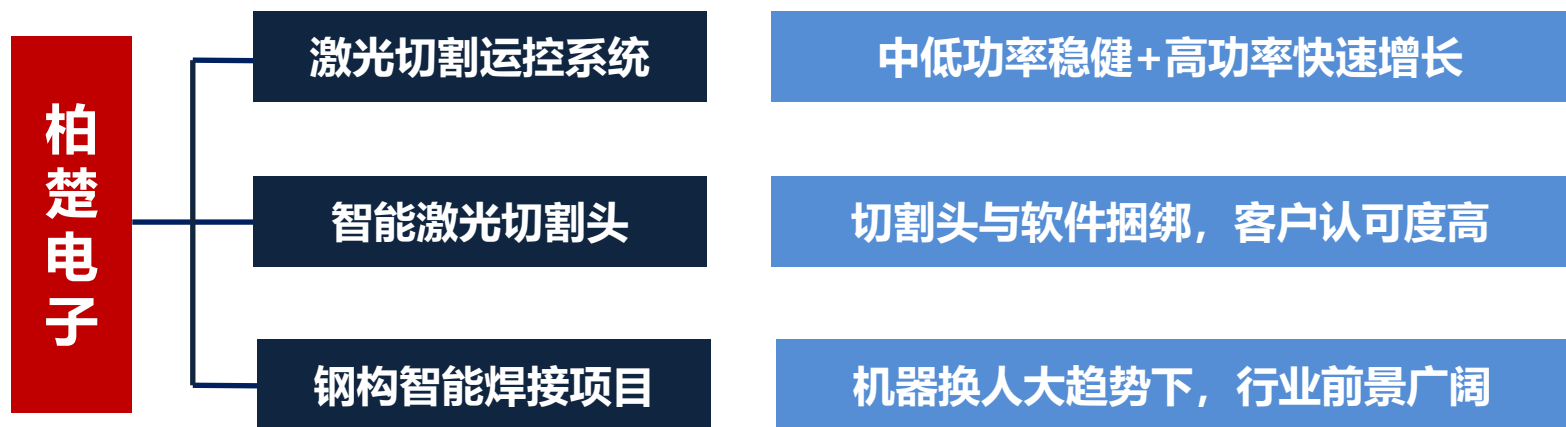 柏楚电子
激光切割运控系统
中低功率稳健+高功率快速增长
智能激光切割头
切割头与软件捆绑，客户认可度高
钢构智能焊接项目
机器换人大趋势下，行业前景广阔